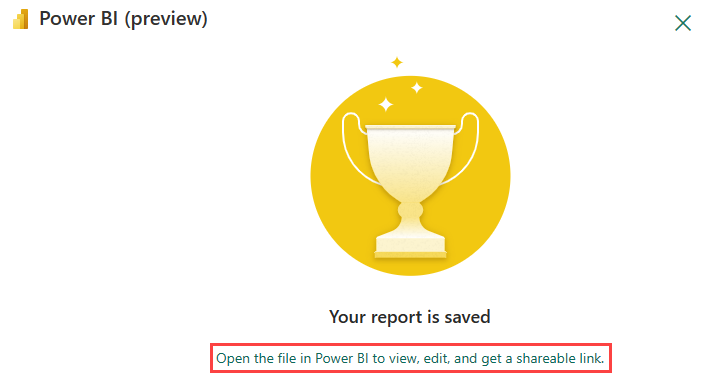 Power BI (preview)
Your report is saved
Open the file in Power BI to view, edit, and get a shareable link.